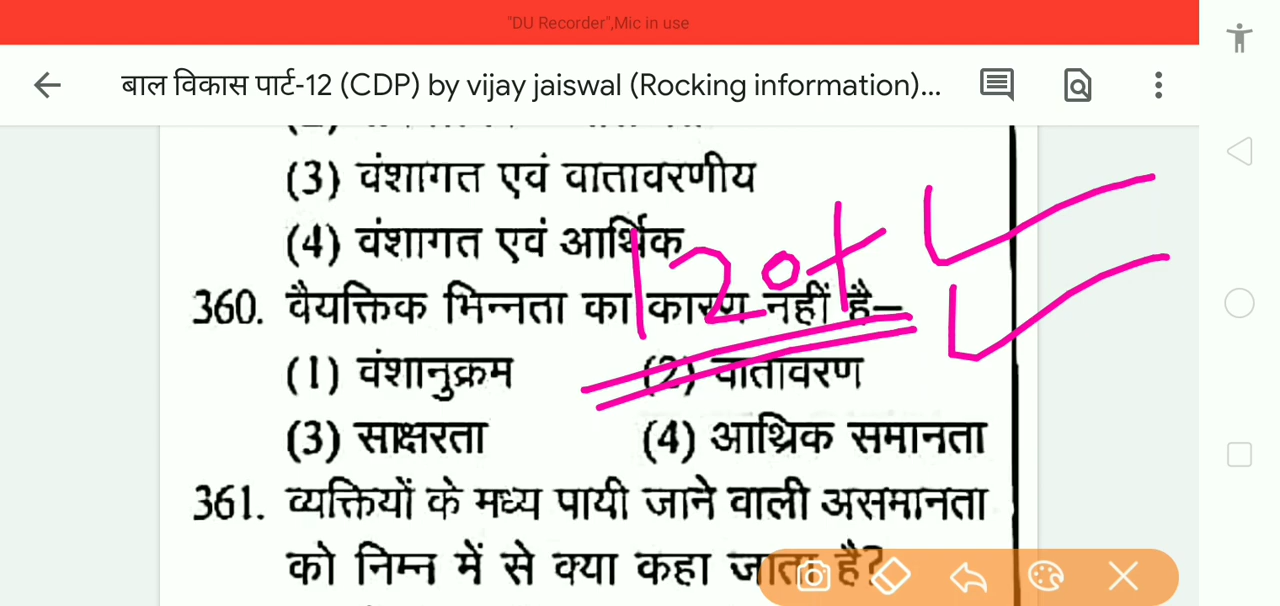 "DU Recorder",Mic in use
बाल विकास पार्ट-12 (CDP) by vijay jaiswal (Rocking information)...
(3) वंशागत एवं वातावरणीय
(4) वंशागत एवं आर्थिक
120+
360. वैयक्तिक भिन्नता का कारण नहीं है–
(1) वंशानुक्रम (2) वातावरण
(3) साक्षरता (4) आथ्रिक समानता
361. व्यक्तियों के मध्य पायी जाने वाली असमानता
को निम्न में से क्या कहा जाता है?